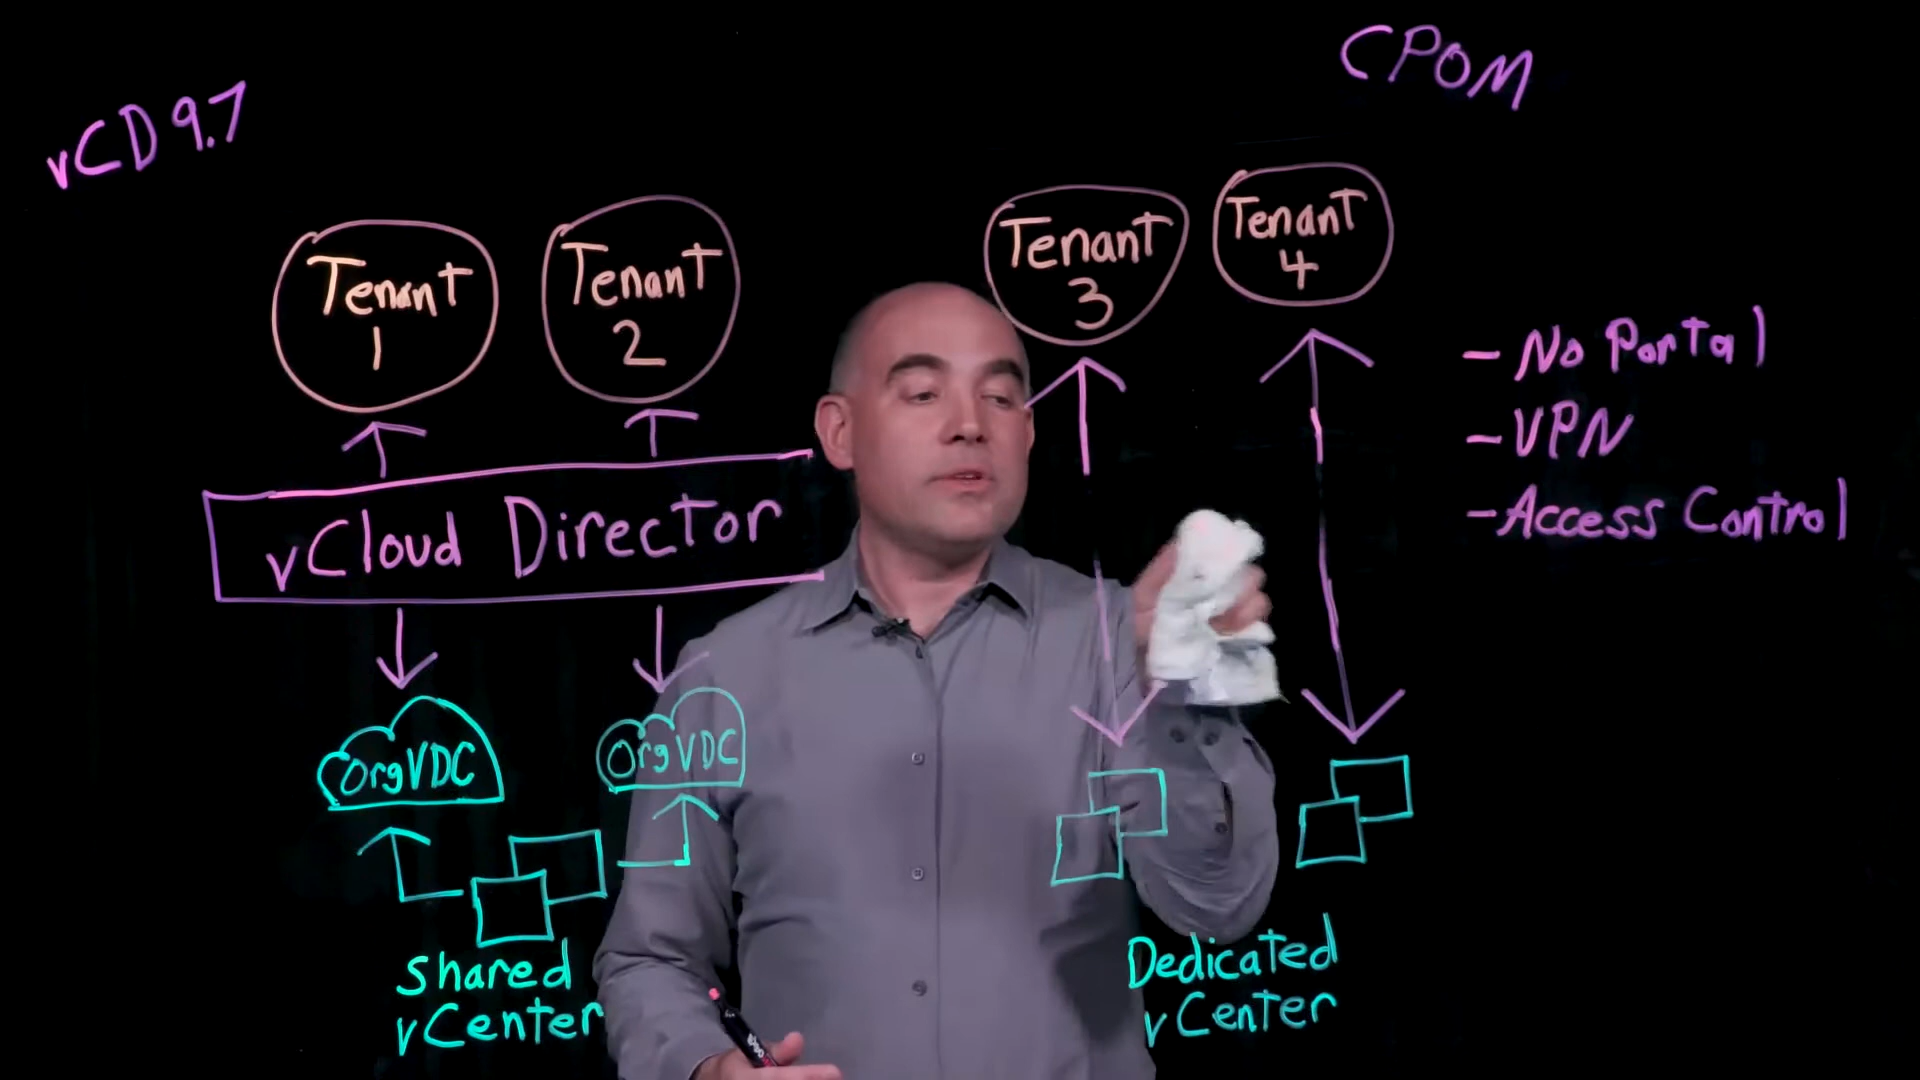 vCD 9.7
CPOM
Tenant
1
Tenant
2
Tenant
3
Tenant
4
- No Portal
- VPN
- Access Control
vCloud Director
OrgVDC
OrgVDC
Shared
vCenter
Dedicated
vCenter